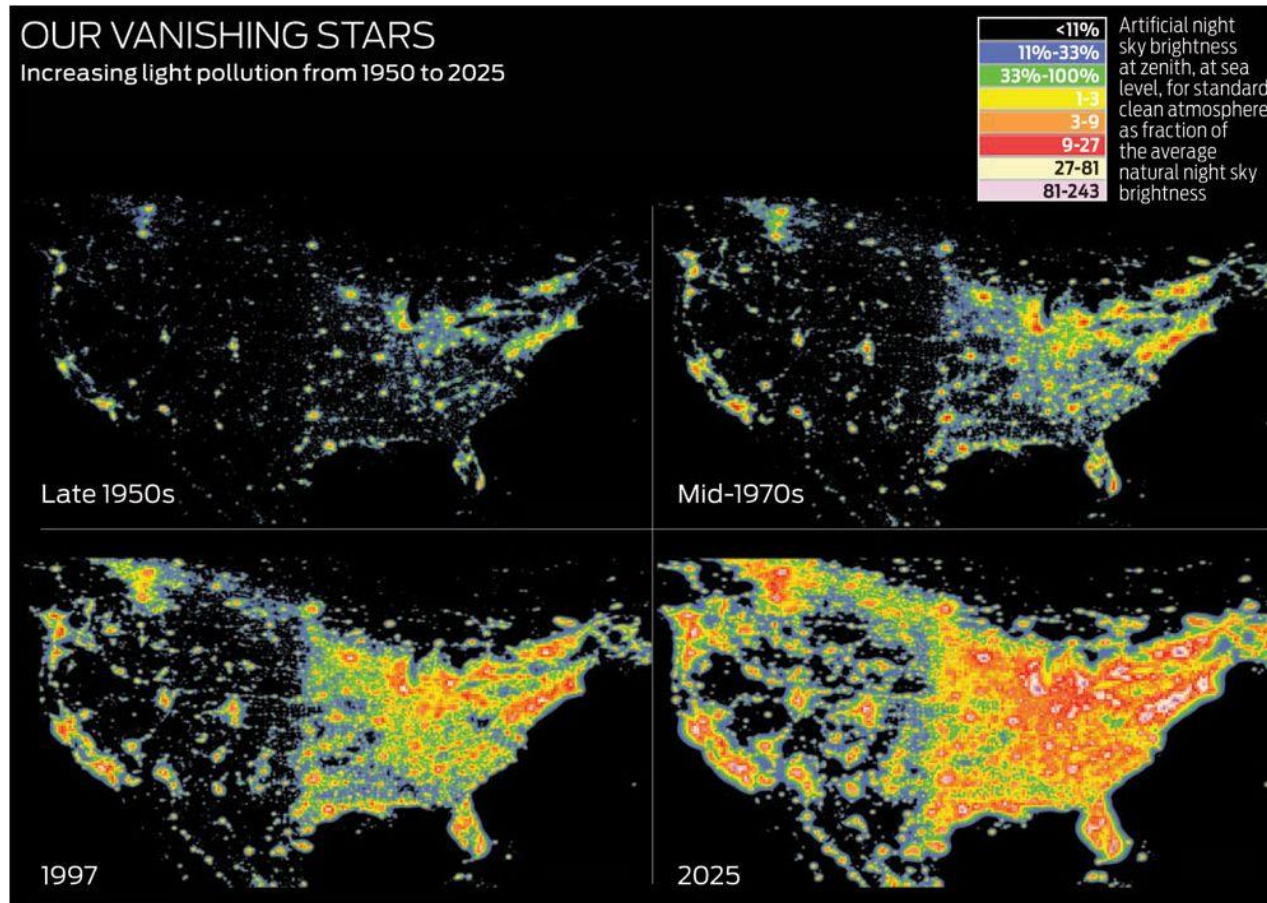 OUR VANISHING STARS
Increasing light pollution from 1950 to 2025
<11%
11%-33%
33%-100%
1-3
3-9
9-27
27-81
81-243
Artificial night
sky brightness
at zenith, at sea
level, for standard
clean atmosphere
as fraction of
the average
natural night sky
brightness
Late 1950s
Mid-1970s
1997
2025